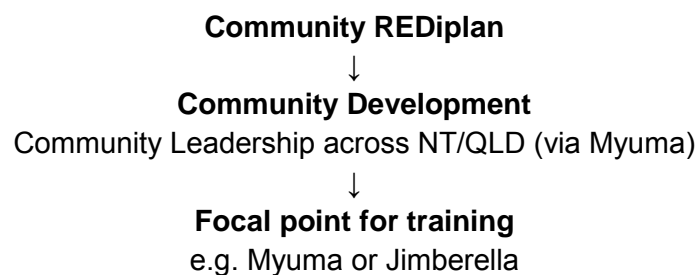 Community REDiplan
↓
Community Development
Community Leadership across NT/QLD (via Myuma)
↓
Focal point for training
e.g. Myuma or Jimberella